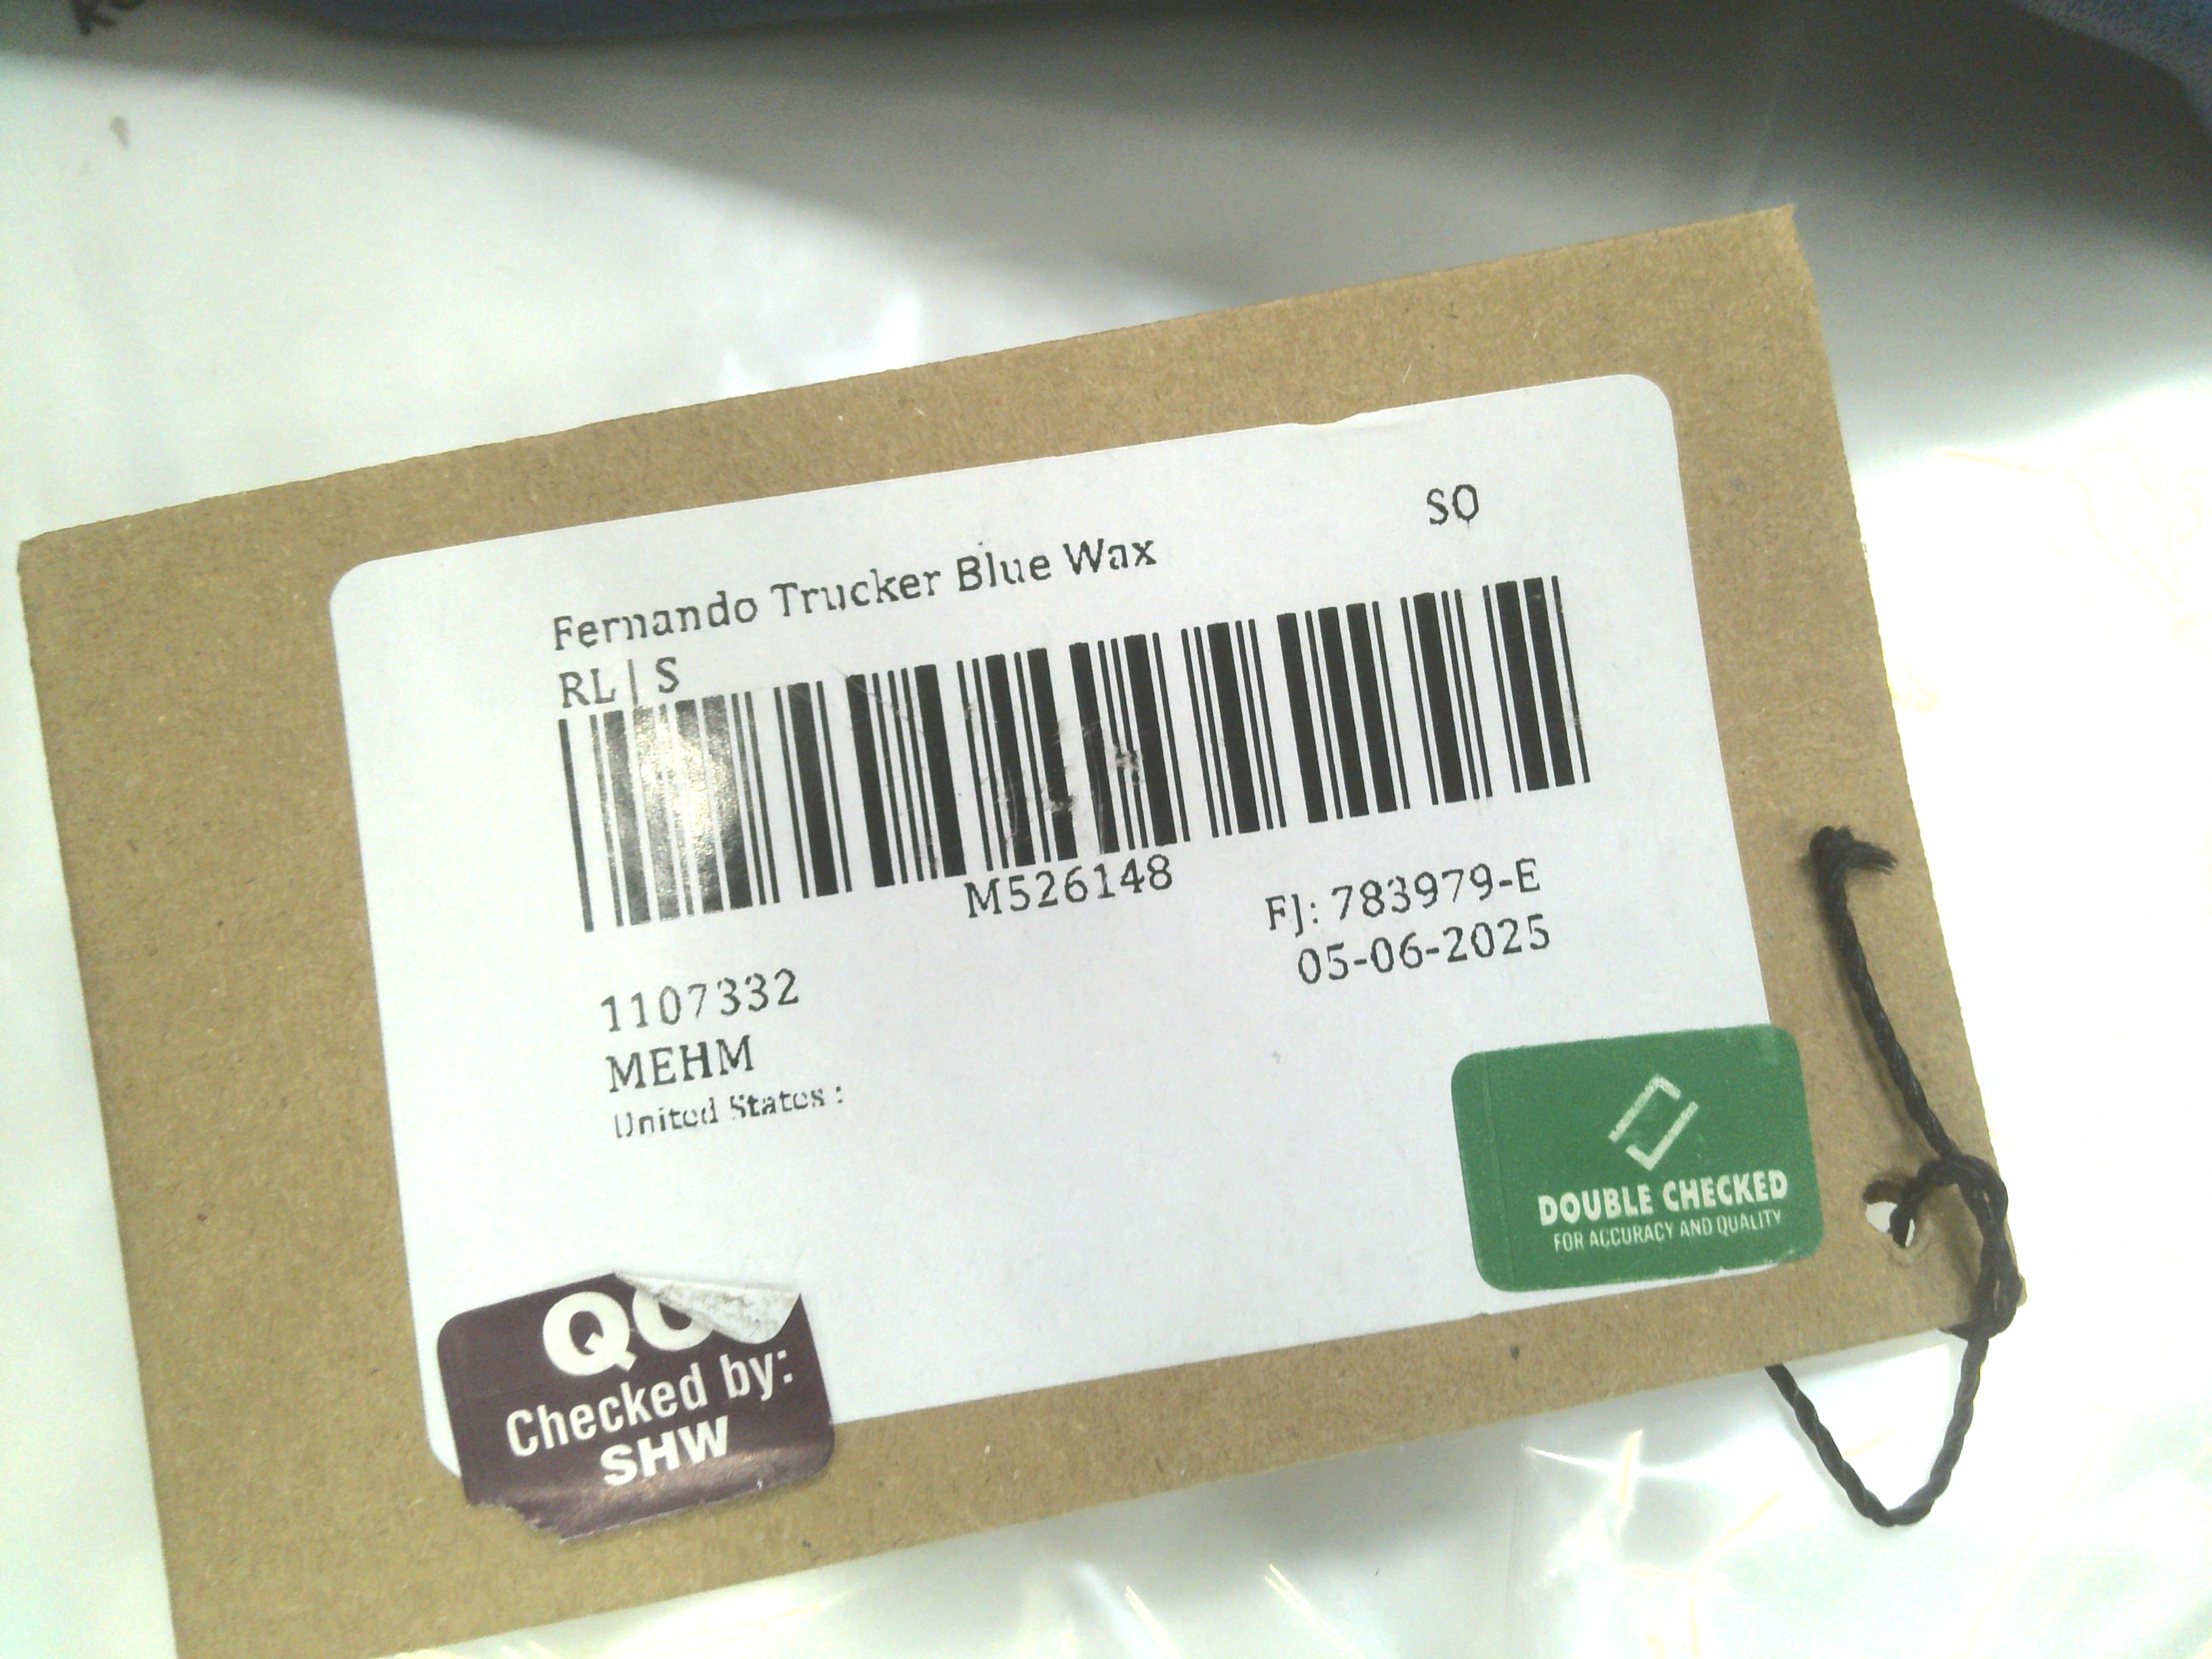 SO
Fernando Trucker Blue Wax
RL | S
M526148
FJ: 783979-E
05-06-2025
1107332
MEHM
United States :
DOUBLE CHECKED
FOR ACCURACY AND QUALITY
Checked by:
SHW